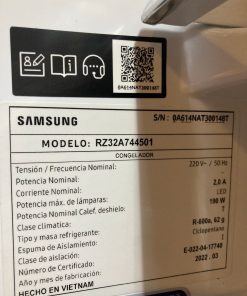 0A614NAT300148T
SAMSUNG S/N : 0A614NAT300148T
MODELO: RZ32A744501
CONGELADOR
Tensión / Frecuencia Nominal: 220 V~ / 50 Hz
Potencia Nominal: -
Corriente Nominal: 2,0 A
Potencia máx. de lámparas: LED
Potencia Nominal Calef. deshielo: 190 W
Clase climatica: -
Tipo y masa refrigerante: R-600a, 62 g
Espuma de Aislamiento: Ciclopentano
Clase de aislación: I
Número de Certificado: E-022-04-17740
Año y mes de fabricación: 2022 . 03
HECHO EN VIETNAM